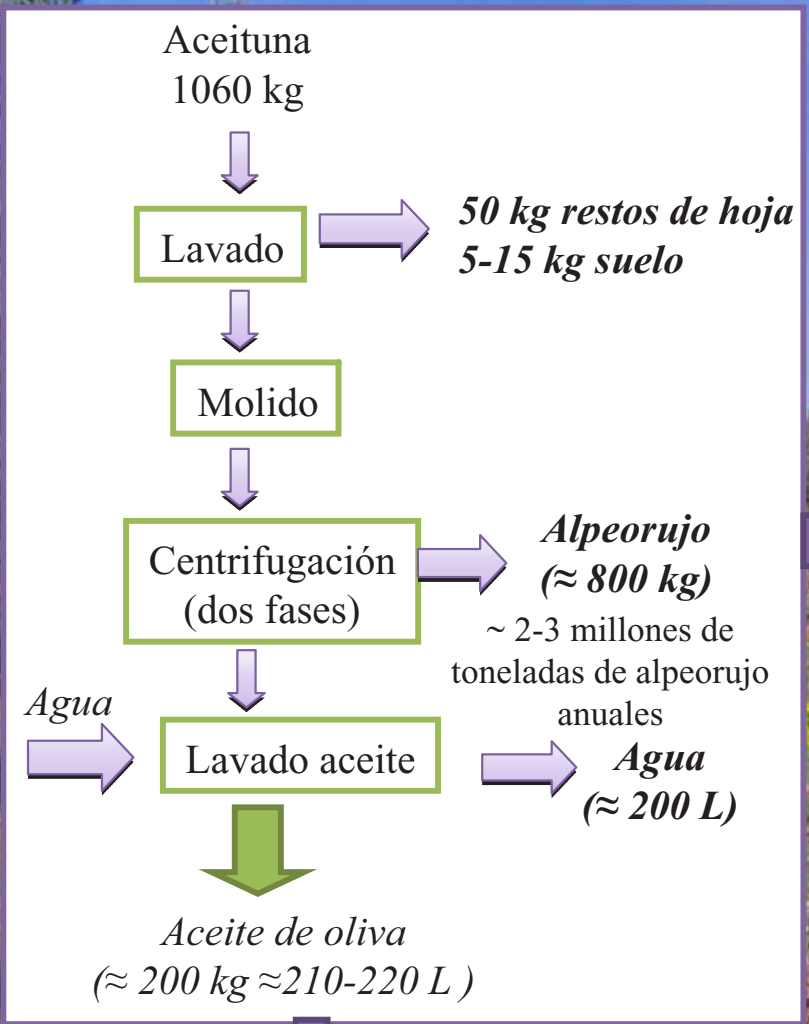 Aceituna
1060 kg
Lavado
50 kg restos de hoja
5-15 kg suelo
Molido
Centrifugación
(dos fases)
Alpeorujo
(≈ 800 kg)
~ 2-3 millones de
toneladas de alpeorujo
anuales
Agua
Lavado aceite
Agua
(≈ 200 L)
Aceite de oliva
(≈ 200 kg ≈210-220 L )